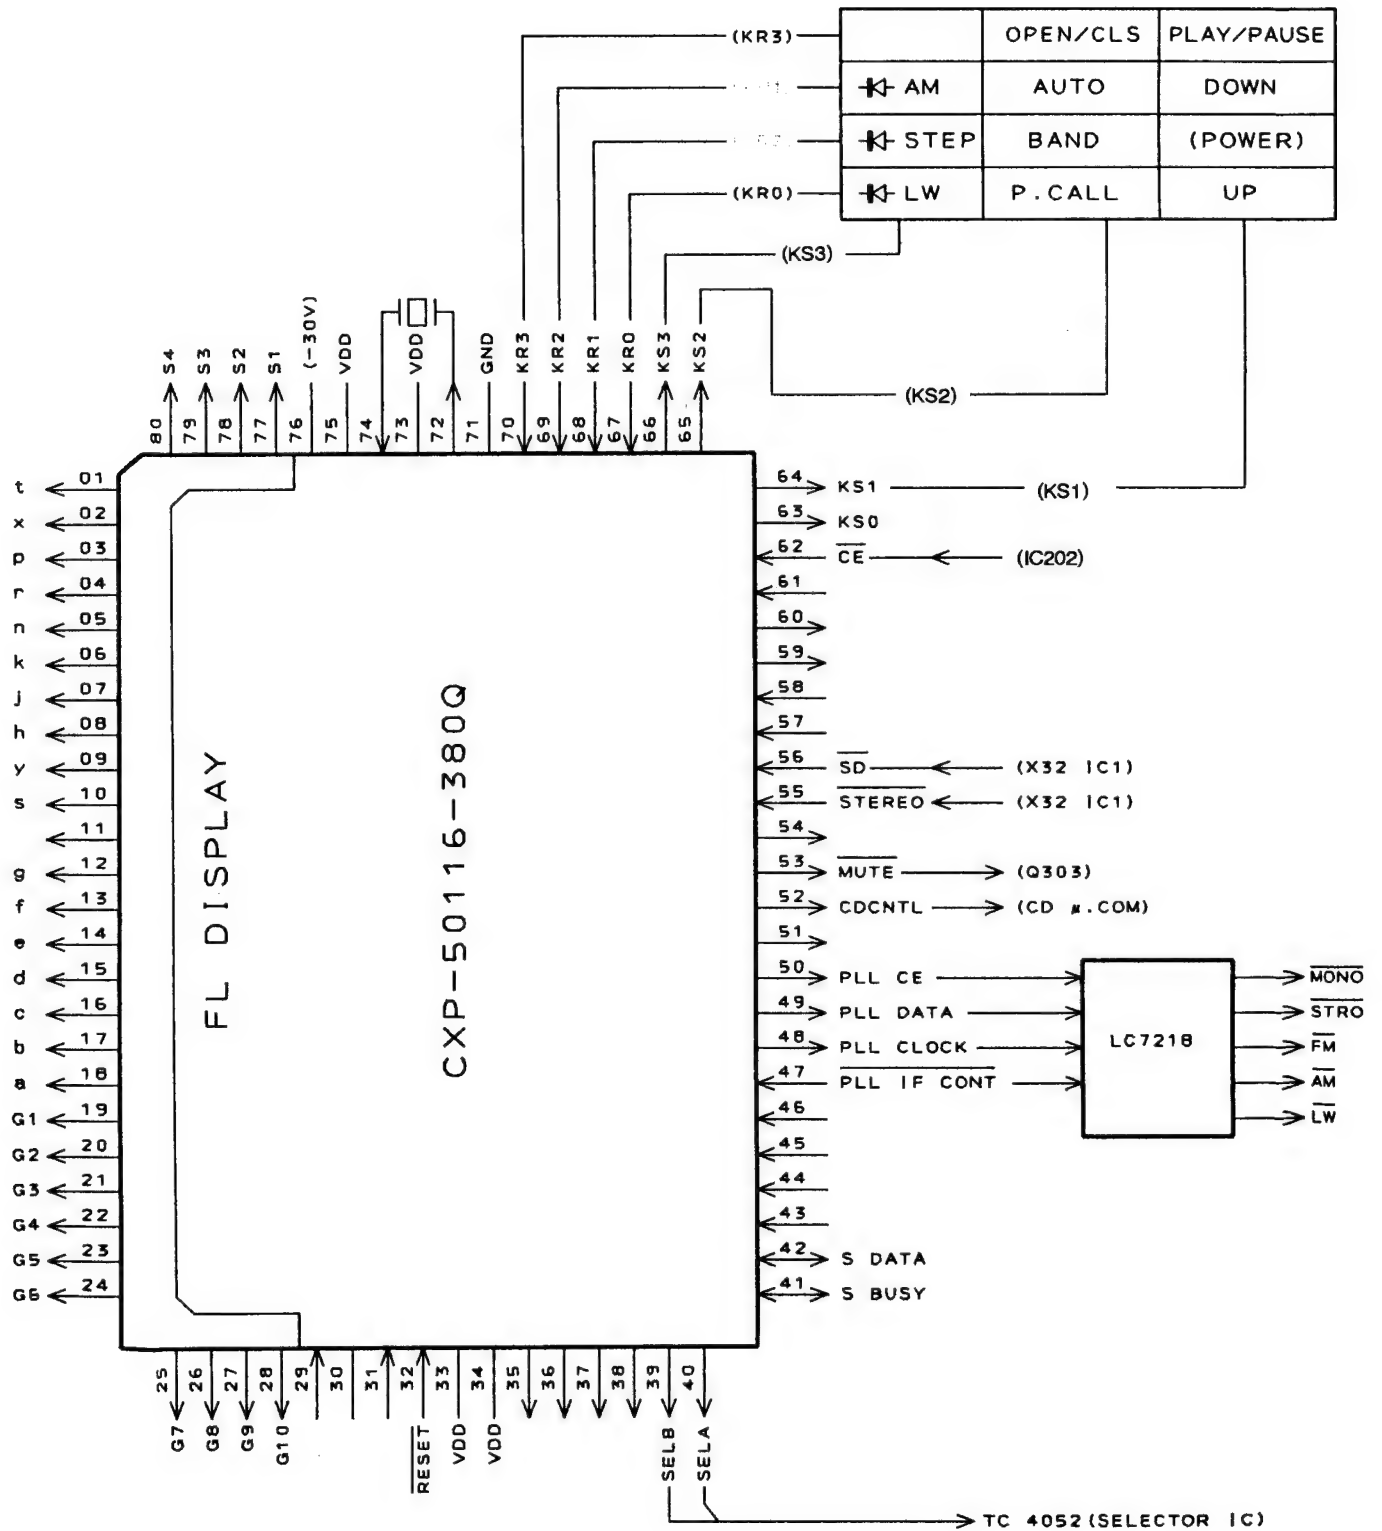 (KR3) OPEN/CLS PLAY/PAUSE
AM AUTO DOWN
STEP BAND (POWER)
(KR0) LW P.CALL UP
(KS3)
(KS2)
S4 S3 S2 S1 (-30V) VDD VDD GND KR3 KR2 KR1 KR0 KS3 KS2
80 79 78 77 76 75 74 73 72 71 70 69 68 67 66 65
t 01
x 02
p 03
r 04
n 05
k 06
j 07
h 08
y 09
s 10
11
g 12
f 13
e 14
d 15
c 16
b 17
a 18
G1 19
G2 20
G3 21
G4 22
G5 23
G6 24
FL DISPLAY
CXP-50116-380Q
64 KS1 (KS1)
63 KS0
62 CE (IC202)
61
60
59
58
57
56 SD (X32 IC1)
55 STEREO (X32 IC1)
54
53 MUTE (Q303)
52 CDCNTL (CD μ.COM)
51
50 PLL CE
49 PLL DATA
48 PLL CLOCK
47 PLL IF CONT
46
45
44
43
42 S DATA
41 S BUSY
LC7218
MONO
STRO
FM
AM
LW
25 26 27 28 29 30 31 32 33 34 35 36 37 38 39 40
G7 G8 G9 G10 RESET VDD VDD SELB SELA
TC 4052 (SELECTOR IC)